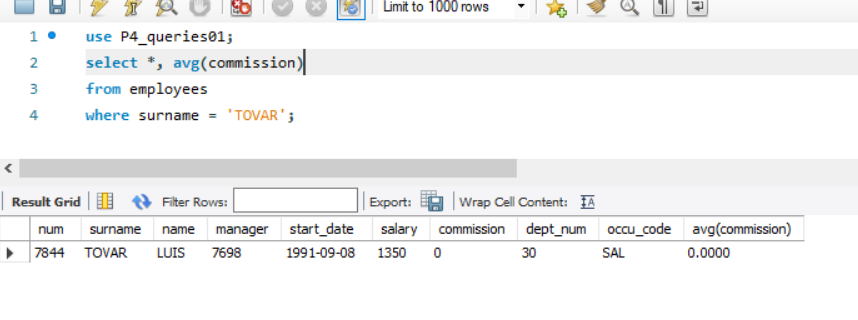 Limit to 1000 rows
1 use P4_queries01;
2 select *, avg(commission)
3 from employees
4 where surname = 'TOVAR';
Result Grid Filter Rows: Export: Wrap Cell Content:
num surname name manager start_date salary commission dept_num occu_code avg(commission)
7844 TOVAR LUIS 7698 1991-09-08 1350 0 30 SAL 0.0000